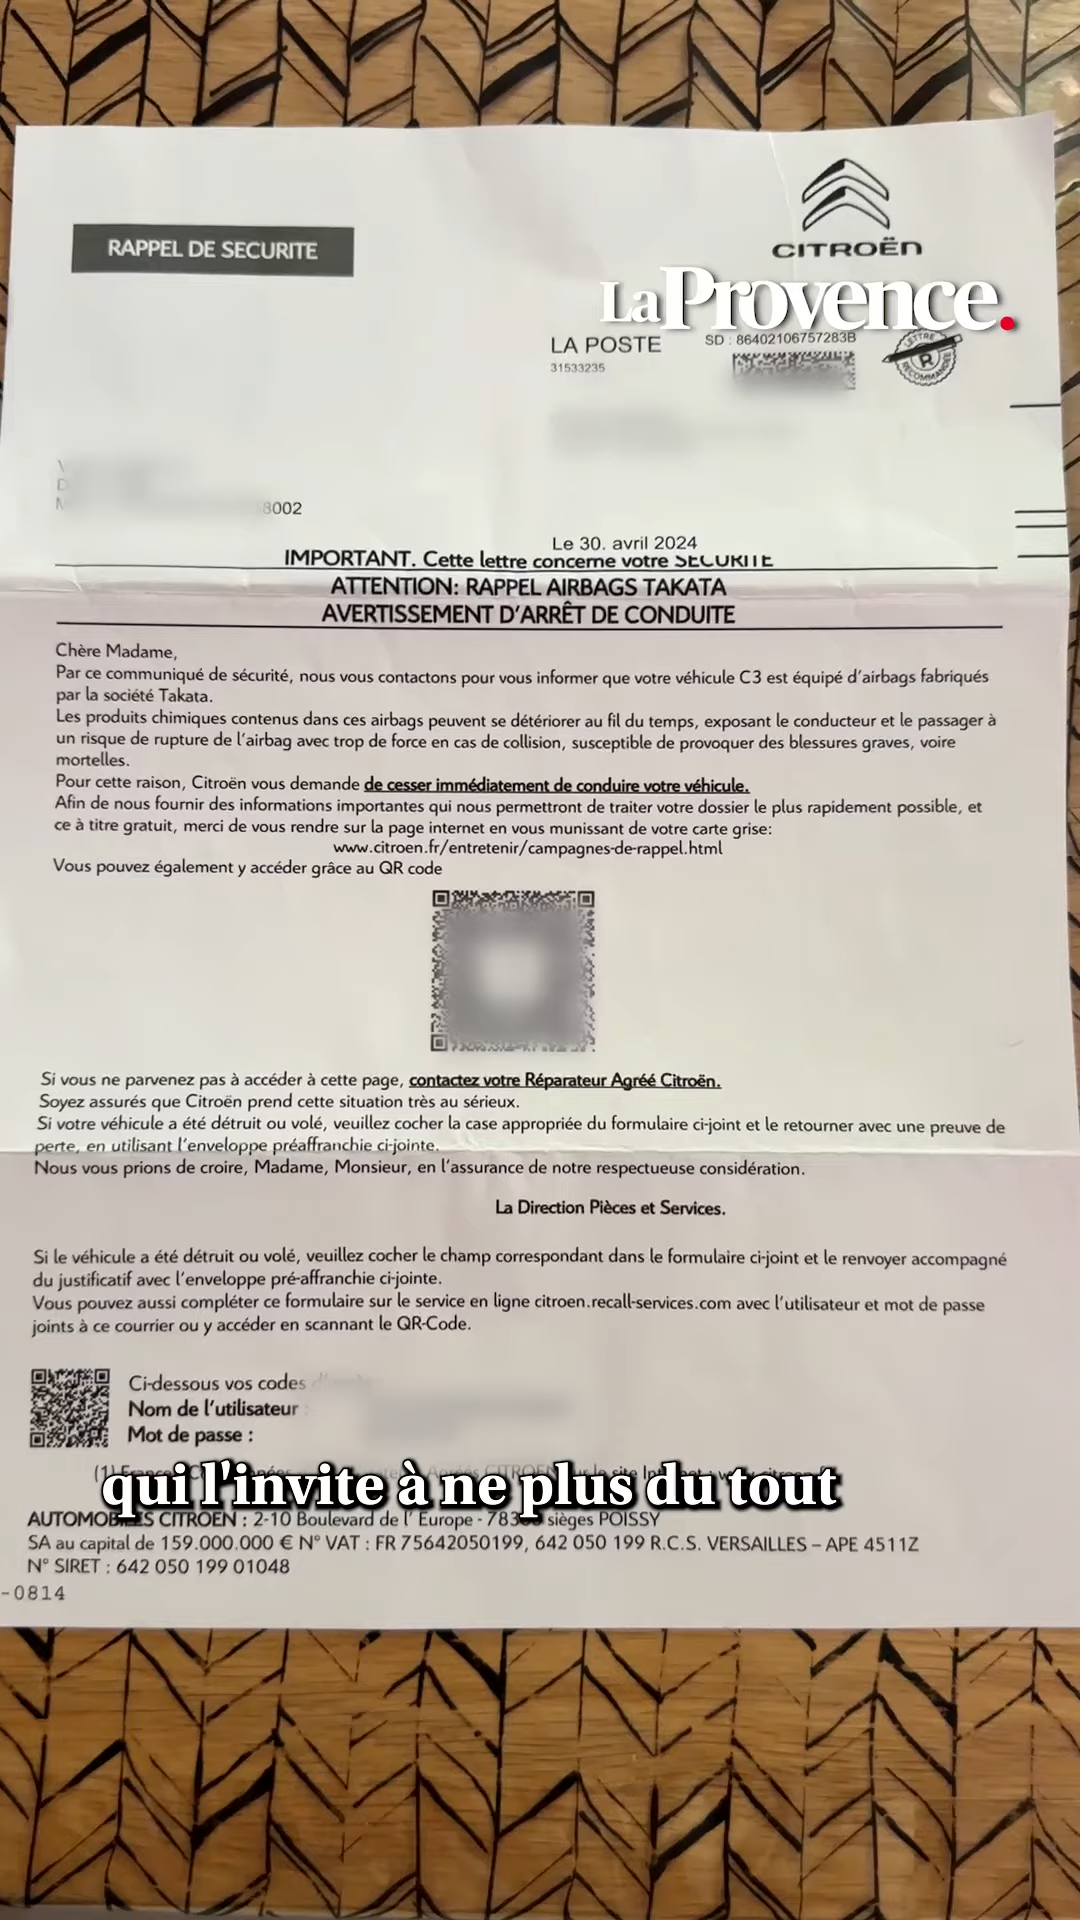 RAPPEL DE SECURITE
CITROËN
LaProvence.
LA POSTE
SD : 86402106757283B
31533235
LETTRE
R
RECOMMANDÉE
8002
Le 30. avril 2024
IMPORTANT. Cette lettre concerne votre SECURITE
ATTENTION: RAPPEL AIRBAGS TAKATA
AVERTISSEMENT D'ARRÊT DE CONDUITE
Chère Madame,
Par ce communiqué de sécurité, nous vous contactons pour vous informer que votre véhicule C3 est équipé d'airbags fabriqués
par la société Takata.
Les produits chimiques contenus dans ces airbags peuvent se détériorer au fil du temps, exposant le conducteur et le passager à
un risque de rupture de l'airbag avec trop de force en cas de collision, susceptible de provoquer des blessures graves, voire
mortelles.
Pour cette raison, Citroën vous demande de cesser immédiatement de conduire votre véhicule.
Afin de nous fournir des informations importantes qui nous permettront de traiter votre dossier le plus rapidement possible, et
ce à titre gratuit, merci de vous rendre sur la page internet en vous munissant de votre carte grise:
www.citroen.fr/entretenir/campagnes-de-rappel.html
Vous pouvez également y accéder grâce au QR code
Si vous ne parvenez pas à accéder à cette page, contactez votre Réparateur Agréé Citroën.
Soyez assurés que Citroën prend cette situation très au sérieux.
Si votre véhicule a été détruit ou volé, veuillez cocher la case appropriée du formulaire ci-joint et le retourner avec une preuve de
perte, en utilisant l'enveloppe préaffranchie ci-jointe.
Nous vous prions de croire, Madame, Monsieur, en l'assurance de notre respectueuse considération.
La Direction Pièces et Services.
Si le véhicule a été détruit ou volé, veuillez cocher le champ correspondant dans le formulaire ci-joint et le renvoyer accompagné
du justificatif avec l'enveloppe pré-affranchie ci-jointe.
Vous pouvez aussi compléter ce formulaire sur le service en ligne citroen.recall-services.com avec l'utilisateur et mot de passe
joints à ce courrier ou y accéder en scannant le QR-Code.
Ci-dessous vos codes
Nom de l'utilisateur :
Mot de passe :
qui l'invite à ne plus du tout
AUTOMOBILES CITROËN : 2-10 Boulevard de l' Europe - sièges POISSY
SA au capital de 159.000.000 € N° VAT : FR 75642050199, 642 050 199 R.C.S. VERSAILLES – APE 4511Z
N° SIRET : 642 050 199 01048
-0814